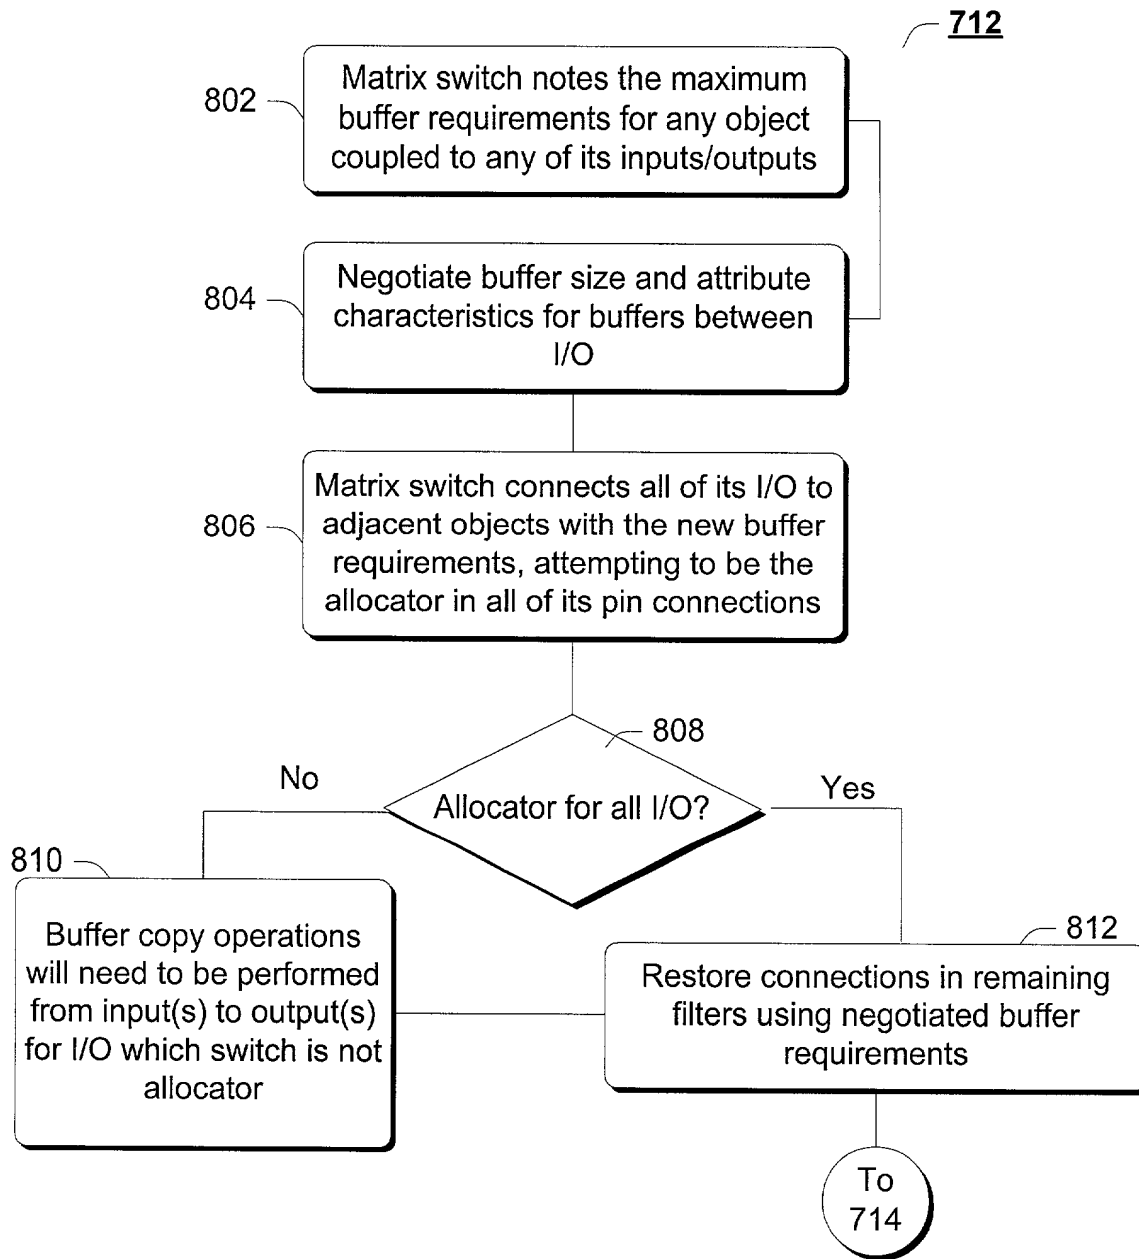 712
802
Matrix switch notes the maximum
buffer requirements for any object
coupled to any of its inputs/outputs
804
Negotiate buffer size and attribute
characteristics for buffers between
I/O
806
Matrix switch connects all of its I/O to
adjacent objects with the new buffer
requirements, attempting to be the
allocator in all of its pin connections
808
No
Allocator for all I/O?
Yes
810
Buffer copy operations
will need to be performed
from input(s) to output(s)
for I/O which switch is not
allocator
812
Restore connections in remaining
filters using negotiated buffer
requirements
To
714